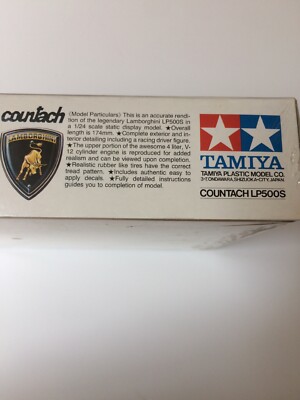 countach
LAMBORGHINI
(Model Particulars) This is an accurate rendi-
tion of the legendary Lamborghini LP500S
in a 1/24 scale static display model. ★Overall
length is 174mm. ★Complete exterior and in-
terior detailing including a racing driver figure.
★The upper portion of the awesome 4 liter, V-
12 cylinder engine is reproduced for added
realism and can be viewed upon completion.
★Realistic rubber like tires have the correct
tread pattern. ★Includes authentic easy to
apply decals. ★Fully detailed instructions
guides you to completion of model.
TAMIYA
TAMIYA PLASTIC MODEL CO.
3-7, ONDAWARA, SHIZUOKA-CITY, JAPAN
COUNTACH LP500S